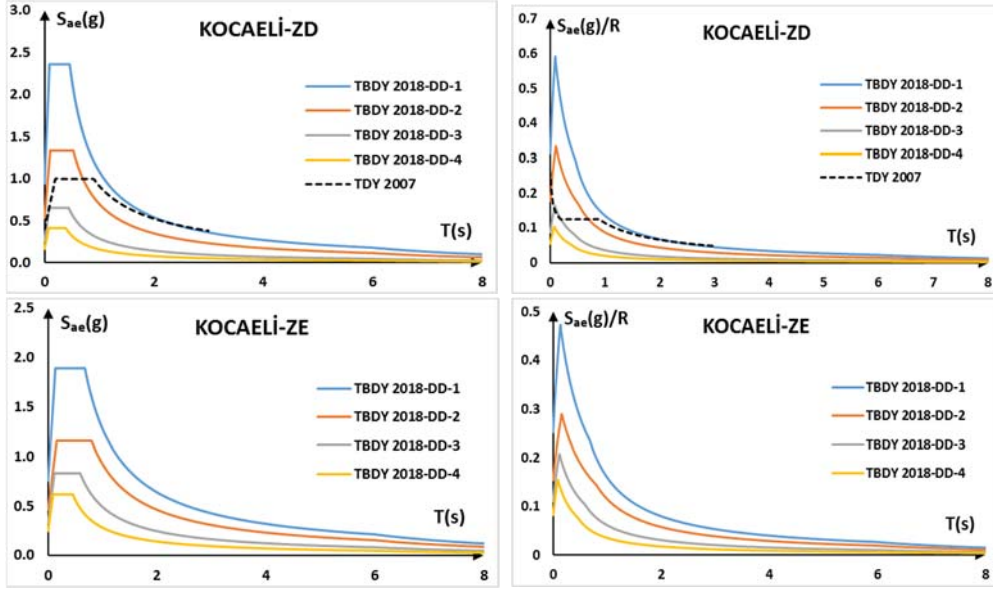 S_ae(g)
KOCAELİ-ZD
3.0
2.5
2.0
1.5
1.0
0.5
0.0
TBDY 2018-DD-1
TBDY 2018-DD-2
TBDY 2018-DD-3
TBDY 2018-DD-4
TDY 2007
T(s)
0 2 4 6 8
S_ae(g)/R
KOCAELİ-ZD
0.7
0.6
0.5
0.4
0.3
0.2
0.1
0
TBDY 2018-DD-1
TBDY 2018-DD-2
TBDY 2018-DD-3
TBDY 2018-DD-4
TDY 2007
T(s)
0 1 2 3 4 5 6 7 8
S_ae(g)
KOCAELİ-ZE
2.5
2.0
1.5
1.0
0.5
0.0
TBDY 2018-DD-1
TBDY 2018-DD-2
TBDY 2018-DD-3
TBDY 2018-DD-4
T(s)
0 2 4 6 8
S_ae(g)/R
KOCAELİ-ZE
0.5
0.4
0.3
0.2
0.1
0
TBDY 2018-DD-1
TBDY 2018-DD-2
TBDY 2018-DD-3
TBDY 2018-DD-4
T(s)
0 2 4 6 8